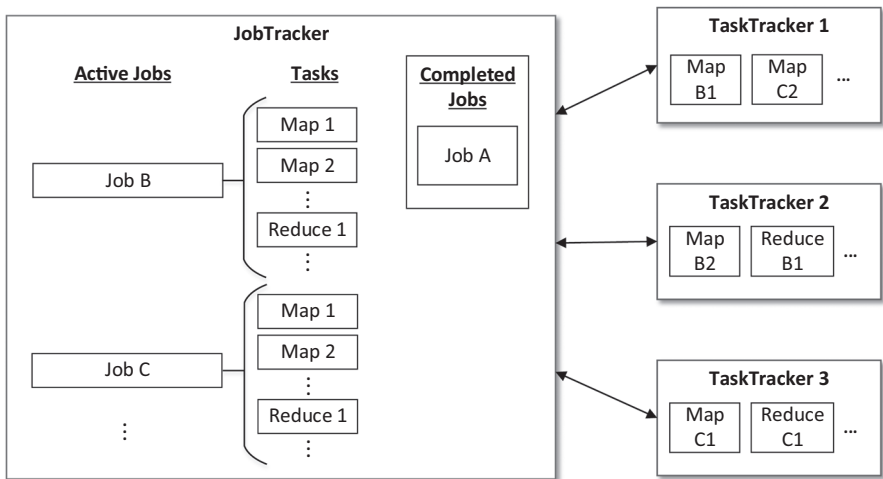 JobTracker
Active Jobs
Tasks
Completed
Jobs
Job A
Job B
Map 1
Map 2
⋮
Reduce 1
⋮
Job C
Map 1
Map 2
⋮
Reduce 1
⋮
⋮
TaskTracker 1
Map
B1
Map
C2
...
TaskTracker 2
Map
B2
Reduce
B1
...
TaskTracker 3
Map
C1
Reduce
C1
...